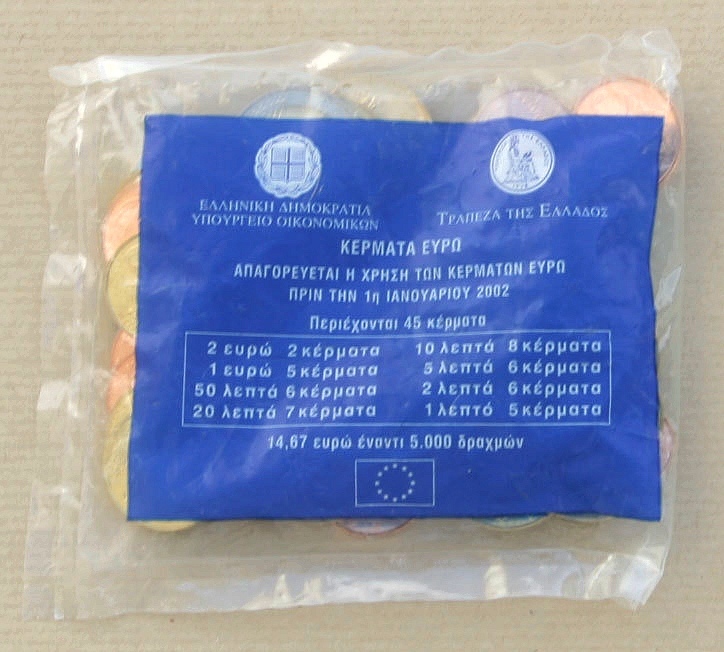 ΕΛΛΗΝΙΚΗ ΔΗΜΟΚΡΑΤΙΑ
ΥΠΟΥΡΓΕΙΟ ΟΙΚΟΝΟΜΙΚΩΝ
ΤΡΑΠΕΖΑ ΤΗΣ ΕΛΛΑΔΟΣ
ΚΕΡΜΑΤΑ ΕΥΡΩ
ΑΠΑΓΟΡΕΥΕΤΑΙ Η ΧΡΗΣΗ ΤΩΝ ΚΕΡΜΑΤΩΝ ΕΥΡΩ
ΠΡΙΝ ΤΗΝ 1η ΙΑΝΟΥΑΡΙΟΥ 2002
Περιέχονται 45 κέρματα
2 ευρώ 2 κέρματα 10 λεπτά 8 κέρματα
1 ευρώ 5 κέρματα 5 λεπτά 6 κέρματα
50 λεπτά 6 κέρματα 2 λεπτά 6 κέρματα
20 λεπτά 7 κέρματα 1 λεπτό 5 κέρματα
14,67 ευρώ έναντι 5.000 δραχμών